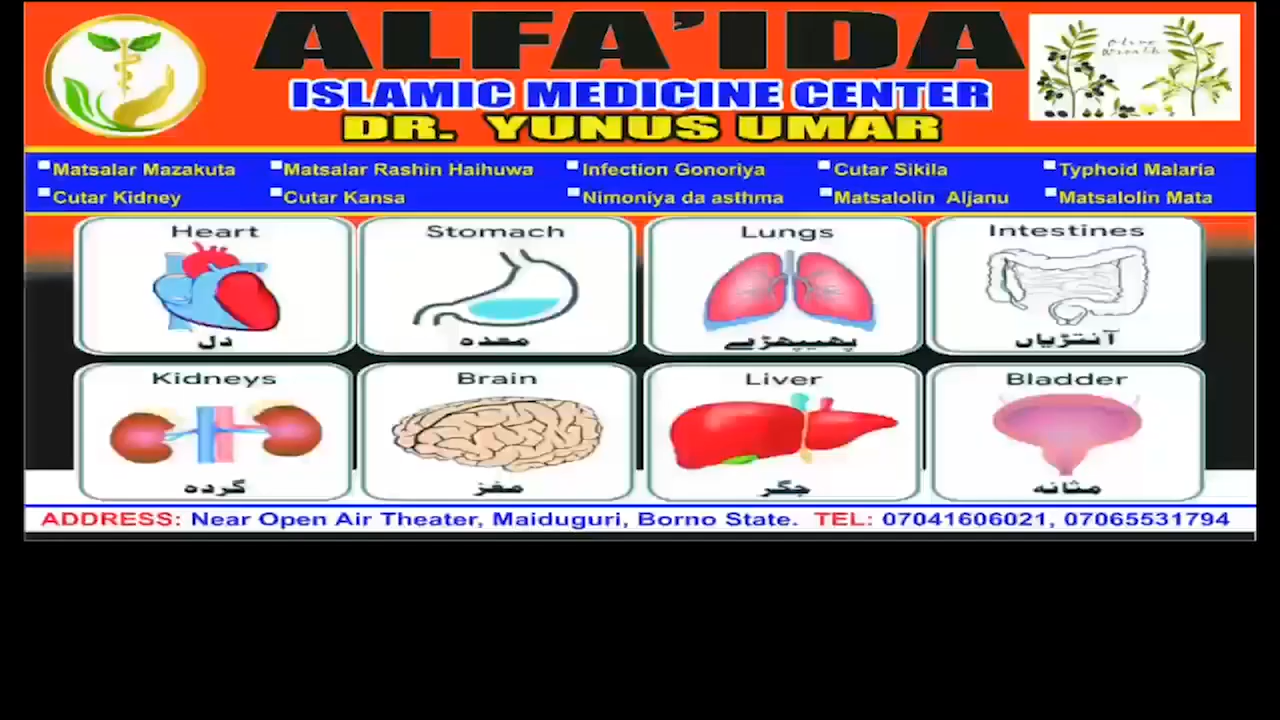 ALFA'IDA
Olive Wreath
ISLAMIC MEDICINE CENTER
DR. YUNUS UMAR
Matsalar Mazakuta Matsalar Rashin Haihuwa Infection Gonoriya Cutar Sikila Typhoid Malaria
Cutar Kidney Cutar Kansa Nimoniya da asthma Matsalolin Aljanu Matsalolin Mata
Heart Stomach Lungs Intestines
دل معدہ پھیپھڑے آنتڑیاں
Kidneys Brain Liver Bladder
گردہ مغز جگر مثانہ
ADDRESS: Near Open Air Theater, Maiduguri, Borno State. TEL: 07041606021, 07065531794